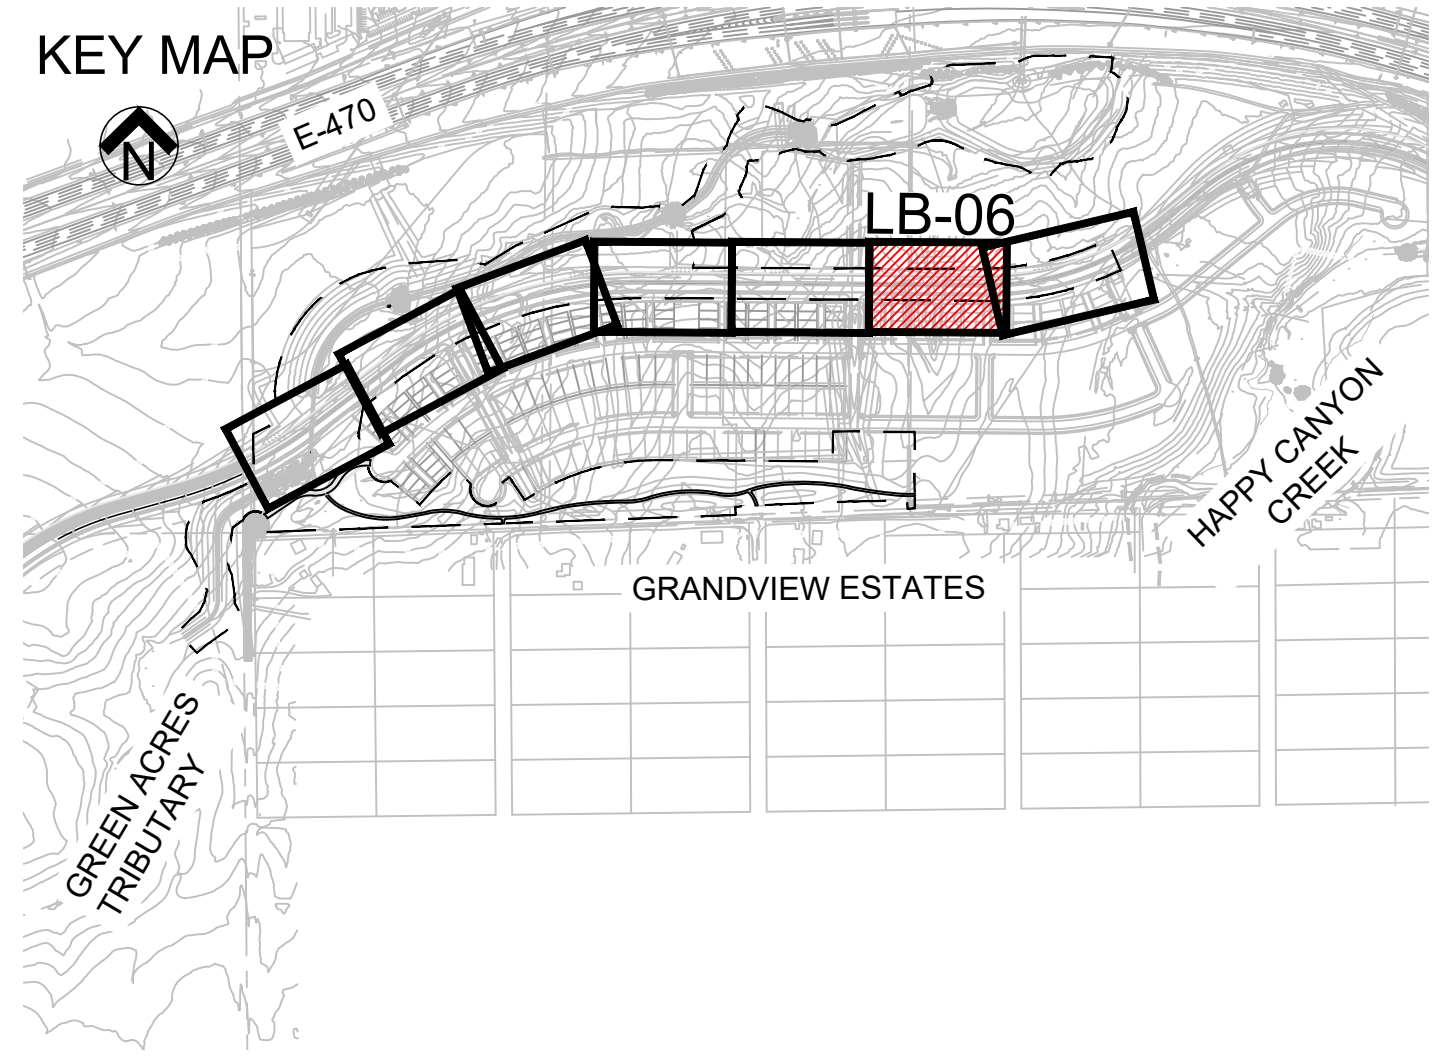 KEY MAP
E-470
N
LB-06
HAPPY CANYON
CREEK
GRANDVIEW ESTATES
GREEN ACRES
TRIBUTARY